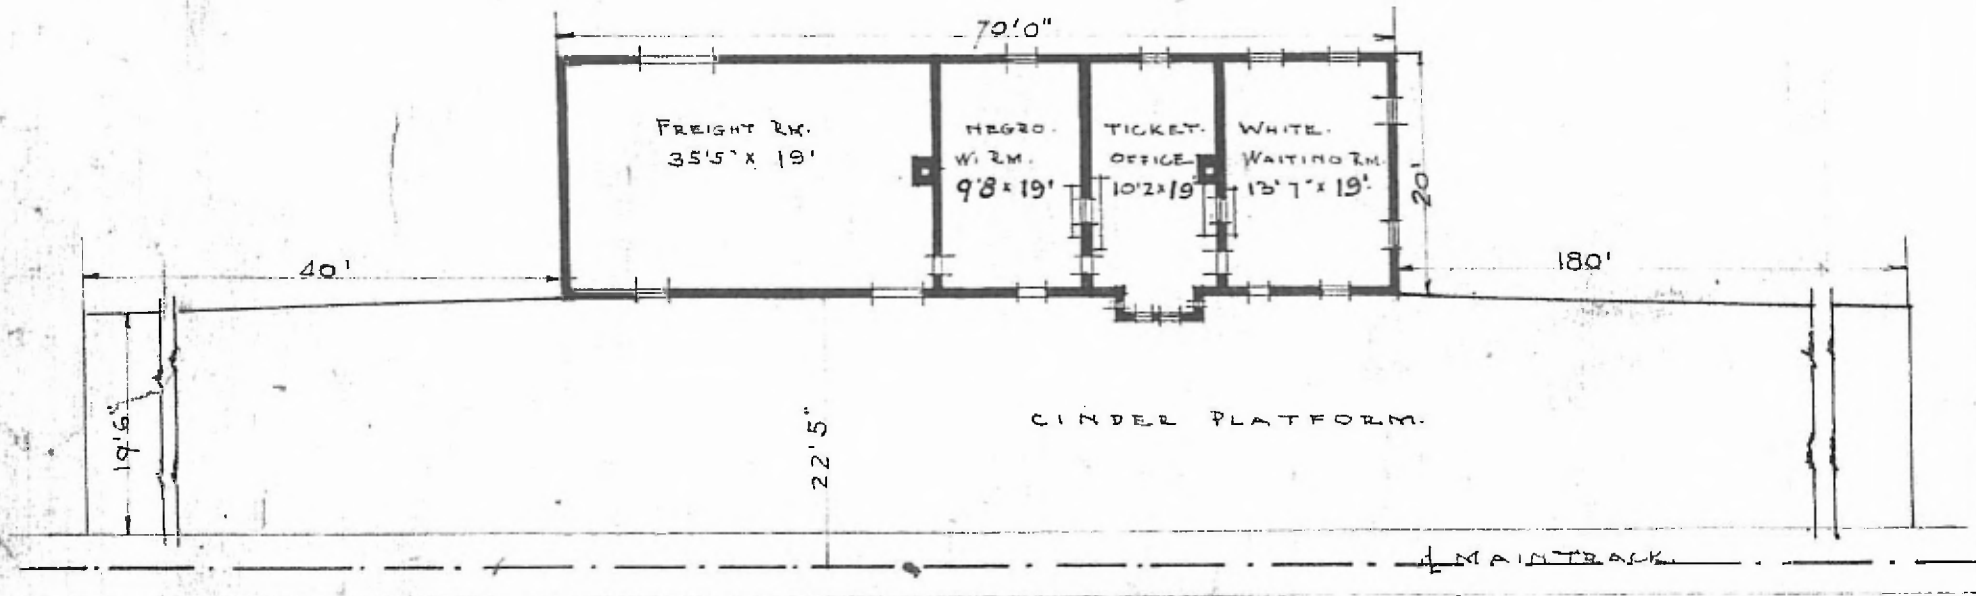 70'0"
FREIGHT RM.
35'5" x 19'
NEGRO.
W. RM.
9'8 x 19'
TICKET.
OFFICE
10'2 x 19
WHITE.
WAITING RM.
13'7" x 19'
20'
40'
180'
19'6"
22'5"
CINDER PLATFORM.
MAIN TRACK.